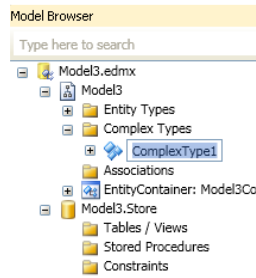 Model Browser
Type here to search
Model3.edmx
Model3
Entity Types
Complex Types
ComplexType1
Associations
EntityContainer: Model3Co
Model3.Store
Tables / Views
Stored Procedures
Constraints